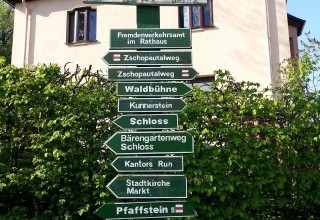 Fremdenverkehrsamt
im Rathaus
Zschopautalweg
Zschopautalweg
Waldbühne
Kunnerstein
Schloss
Bärengartenweg
Schloss
Kantors Ruh
Stadtkirche
Markt
Pfaffstein